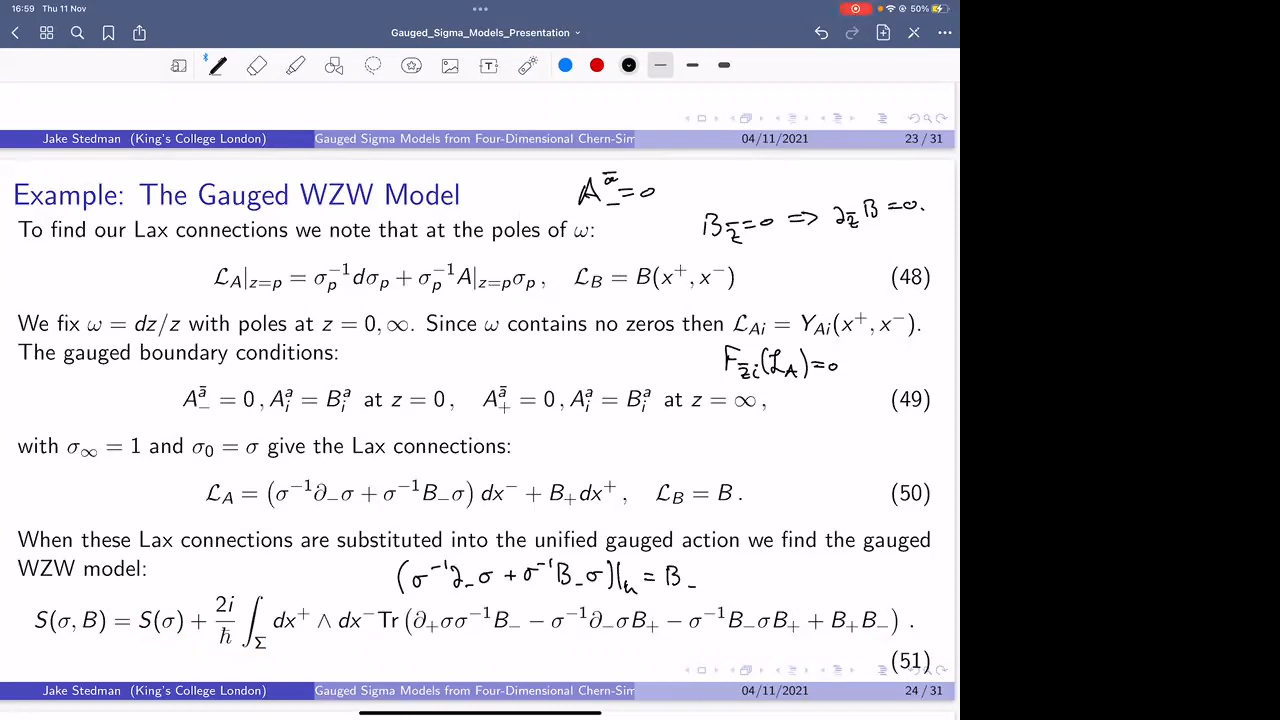 16:59 Thu 11 Nov
50%
Gauged_Sigma_Models_Presentation
Jake Stedman (King's College London) Gauged Sigma Models from Four-Dimensional Chern-Sim 04/11/2021 23 / 31
Example: The Gauged WZW Model
A_-^{ā} = 0
B_{z̄} = 0 ⇒ ∂_{z̄} B = 0.
To find our Lax connections we note that at the poles of ω:
ℒ_A|_{z=p} = σ_p^{-1}dσ_p + σ_p^{-1}A|_{z=p}σ_p , ℒ_B = B(x^+, x^-) (48)
We fix ω = dz/z with poles at z = 0, ∞. Since ω contains no zeros then ℒ_{Ai} = Y_{Ai}(x^+, x^-).
The gauged boundary conditions:
F_{z̄i}(ℒ_A) = 0
A_-^{ā} = 0 , A_i^a = B_i^a at z = 0 , A_+^{ā} = 0, A_i^a = B_i^a at z = ∞ , (49)
with σ_∞ = 1 and σ_0 = σ give the Lax connections:
ℒ_A = (σ^{-1}∂_-σ + σ^{-1}B_-σ) dx^- + B_+dx^+ , ℒ_B = B . (50)
When these Lax connections are substituted into the unified gauged action we find the gauged
WZW model:
(σ^{-1}∂_-σ + σ^{-1}B_-σ)|_h = B_-
S(σ, B) = S(σ) + 2i/ħ ∫_Σ dx^+ ∧ dx^- Tr (∂_+σσ^{-1}B_- − σ^{-1}∂_-σB_+ − σ^{-1}B_-σB_+ + B_+B_-) .
(51)
Jake Stedman (King's College London) Gauged Sigma Models from Four-Dimensional Chern-Sim 04/11/2021 24 / 31